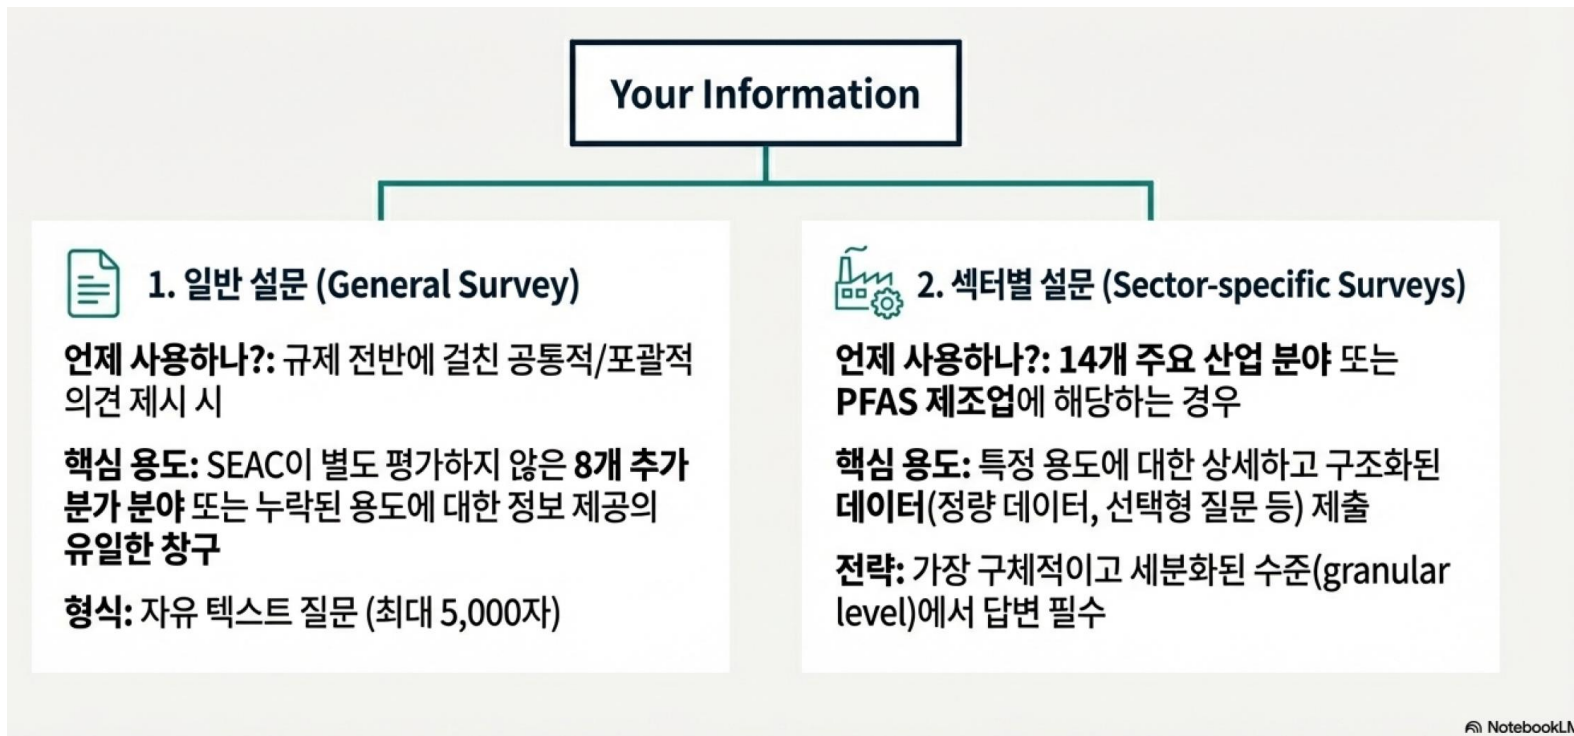 Your Information
1. 일반 설문 (General Survey)
언제 사용하나?: 규제 전반에 걸친 공통적/포괄적
의견 제시 시
핵심 용도: SEAC이 별도 평가하지 않은 8개 추가
분가 분야 또는 누락된 용도에 대한 정보 제공의
유일한 창구
형식: 자유 텍스트 질문 (최대 5,000자)
2. 섹터별 설문 (Sector-specific Surveys)
언제 사용하나?: 14개 주요 산업 분야 또는
PFAS 제조업에 해당하는 경우
핵심 용도: 특정 용도에 대한 상세하고 구조화된
데이터(정량 데이터, 선택형 질문 등) 제출
전략: 가장 구체적이고 세분화된 수준(granular
level)에서 답변 필수
NotebookLM